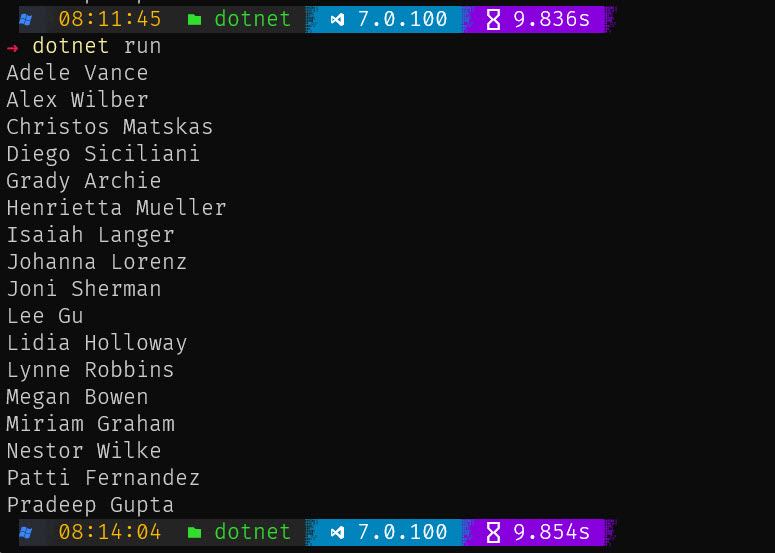 08:11:45 dotnet 7.0.100 9.836s
→ dotnet run
Adele Vance
Alex Wilber
Christos Matskas
Diego Siciliani
Grady Archie
Henrietta Mueller
Isaiah Langer
Johanna Lorenz
Joni Sherman
Lee Gu
Lidia Holloway
Lynne Robbins
Megan Bowen
Miriam Graham
Nestor Wilke
Patti Fernandez
Pradeep Gupta
08:14:04 dotnet 7.0.100 9.854s